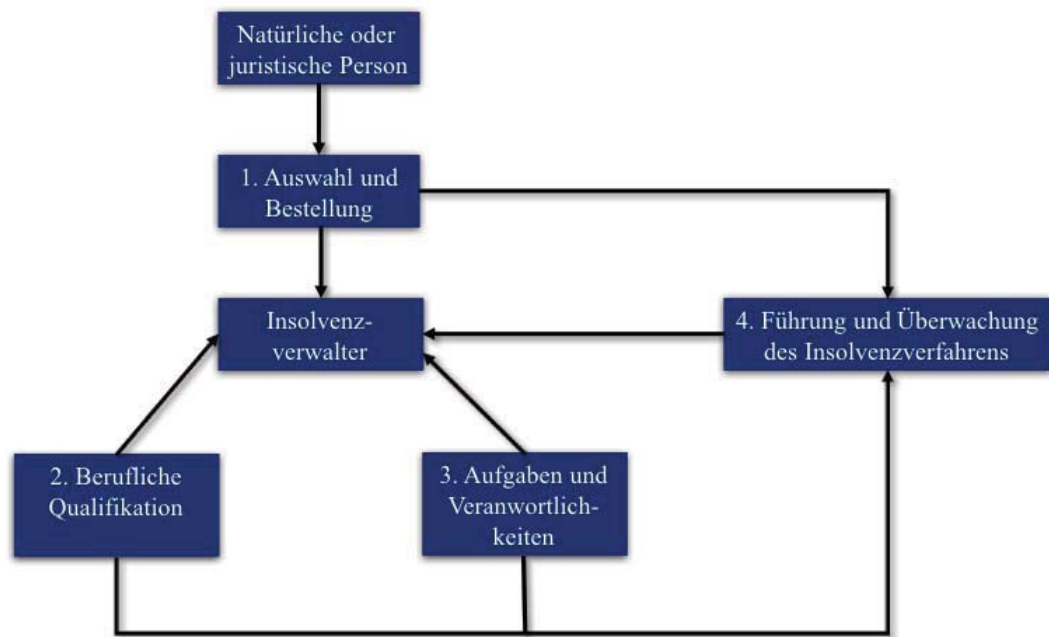 Natürliche oder
juristische Person
1. Auswahl und
Bestellung
Insolvenz-
verwalter
4. Führung und Überwachung
des Insolvenzverfahrens
2. Berufliche
Qualifikation
3. Aufgaben und
Veranwortlich-
keiten